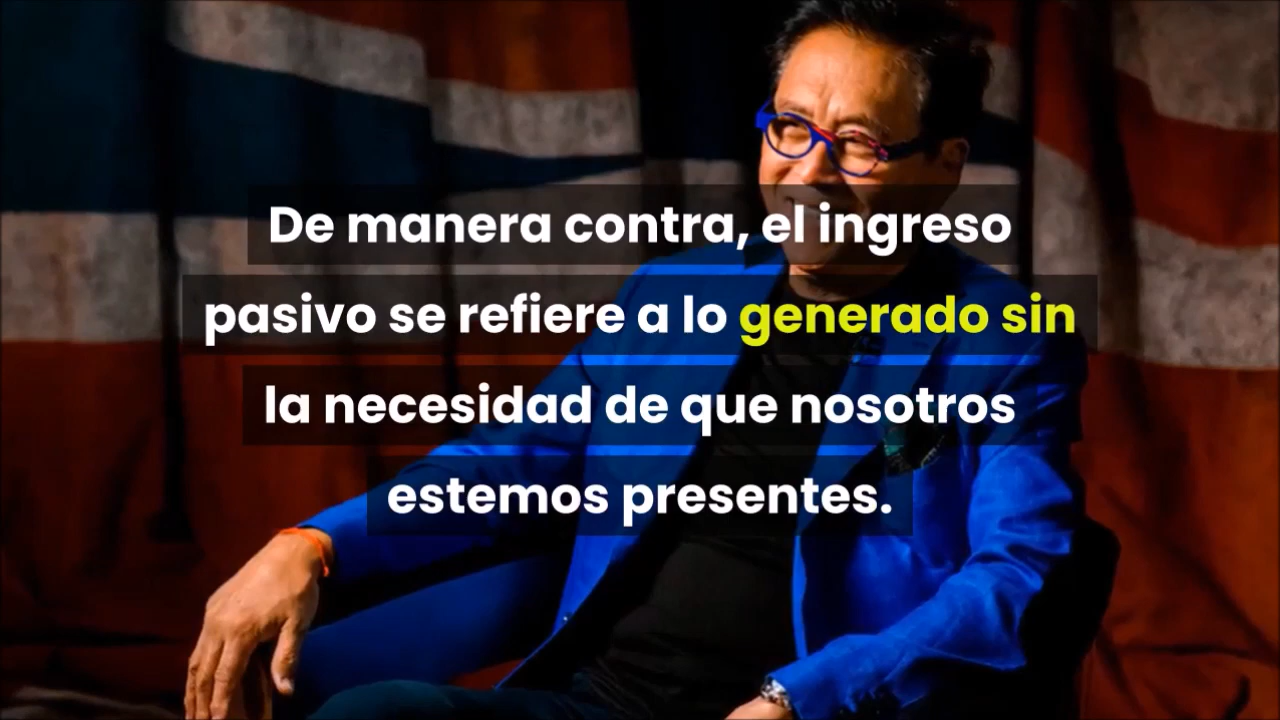 De manera contra, el ingreso
pasivo se refiere a lo generado sin
la necesidad de que nosotros
estemos presentes.